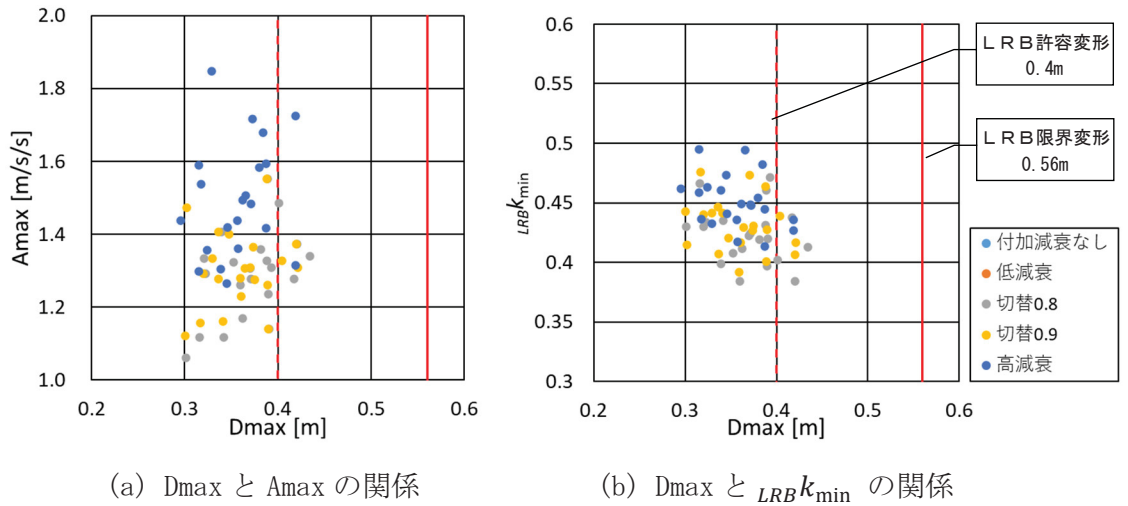 2.0
1.8
1.6
1.4
1.2
1.0
Amax [m/s/s]
0.2
0.3
0.4
0.5
0.6
Dmax [m]
(a) Dmax と Amax の関係
0.6
0.55
0.5
0.45
0.4
0.35
0.3
LRBkmin
0.2
0.3
0.4
0.5
0.6
Dmax [m]
(b) Dmax と LRBkmin の関係
ＬＲＢ許容変形
0.4m
ＬＲＢ限界変形
0.56m
付加減衰なし
低減衰
切替0.8
切替0.9
高減衰